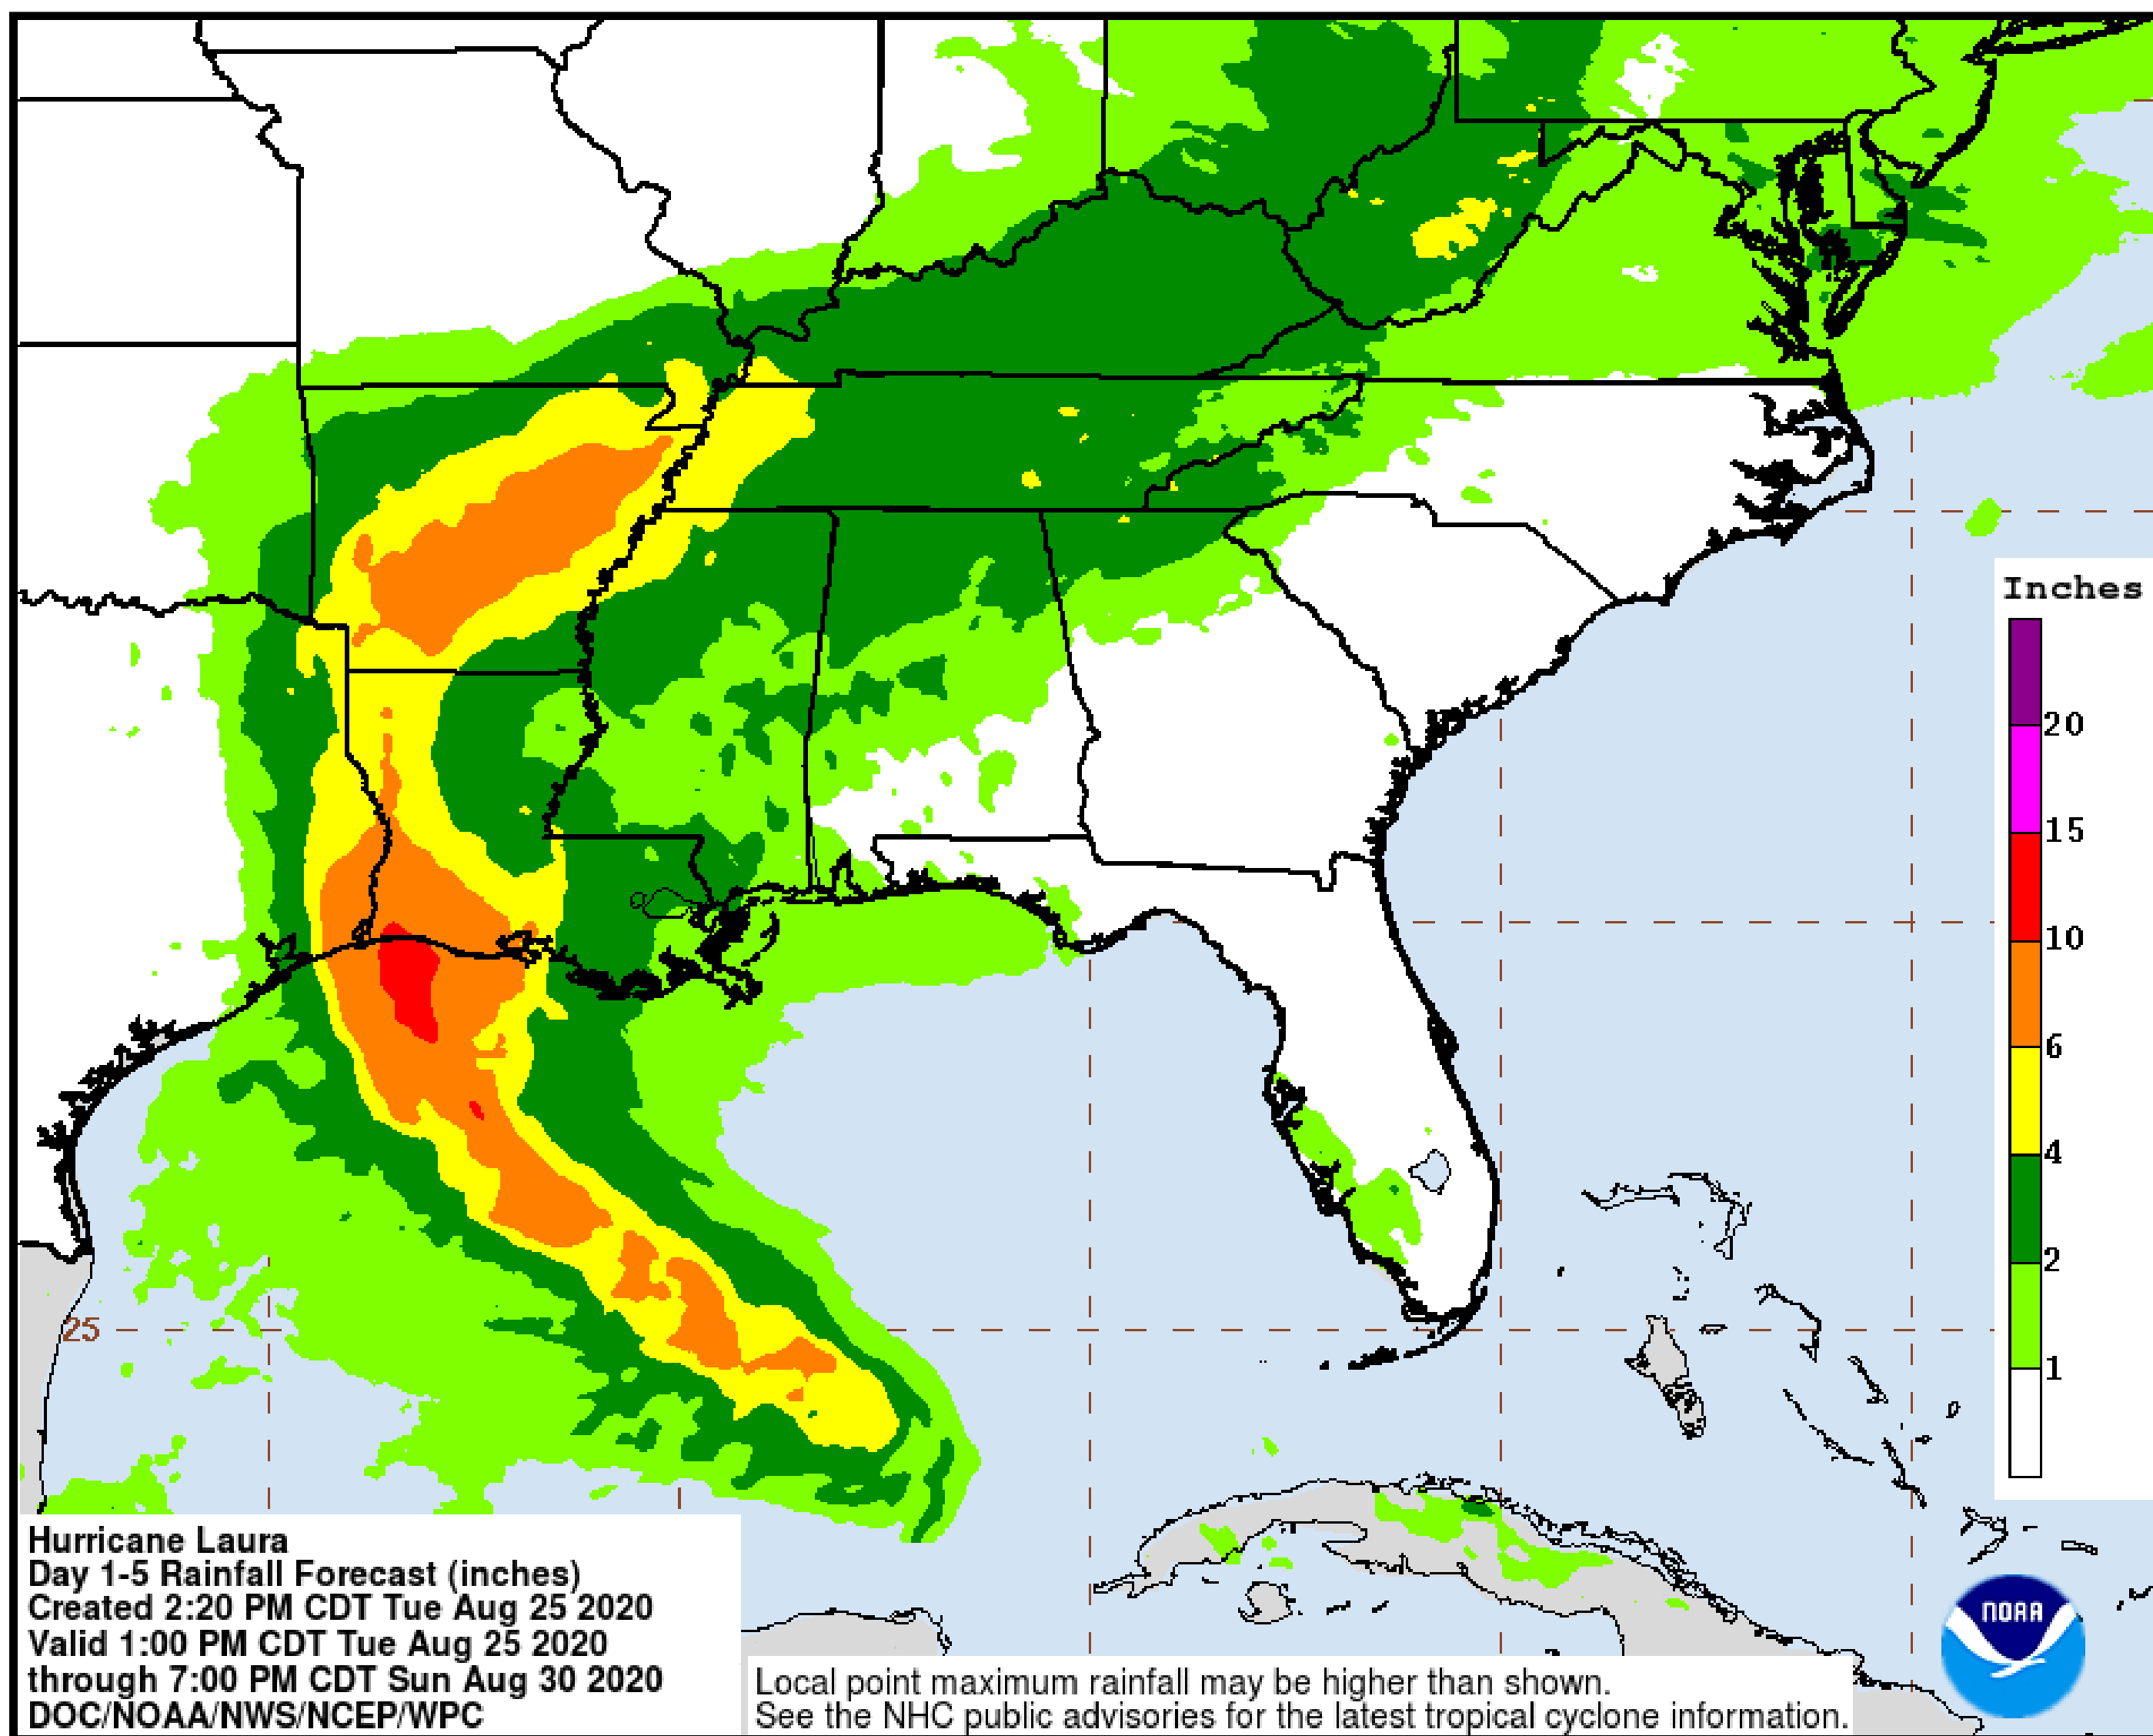 Inches
20
15
10
6
4
2
1
25
Hurricane Laura
Day 1-5 Rainfall Forecast (inches)
Created 2:20 PM CDT Tue Aug 25 2020
Valid 1:00 PM CDT Tue Aug 25 2020
through 7:00 PM CDT Sun Aug 30 2020
DOC/NOAA/NWS/NCEP/WPC
Local point maximum rainfall may be higher than shown.
See the NHC public advisories for the latest tropical cyclone information.
NOAA